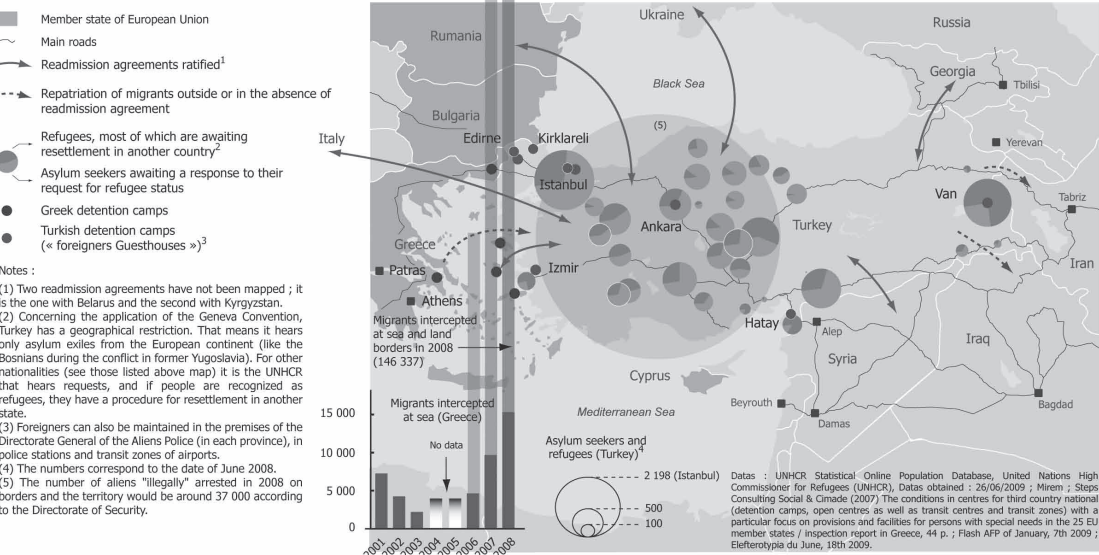 Member state of European Union
Main roads
Readmission agreements ratified1
Repatriation of migrants outside or in the absence of
readmission agreement
Refugees, most of which are awaiting
resettlement in another country2
Asylum seekers awaiting a response to their
request for refugee status
Greek detention camps
Turkish detention camps
(« foreigners Guesthouses »)3
Notes :
(1) Two readmission agreements have not been mapped ; it
is the one with Belarus and the second with Kyrgyzstan.
(2) Concerning the application of the Geneva Convention,
Turkey has a geographical restriction. That means it hears
only asylum exiles from the European continent (like the
Bosnians during the conflict in former Yugoslavia). For other
nationalities (see those listed above map) it is the UNHCR
that hears requests, and if people are recognized as
refugees, they have a procedure for resettlement in another
state.
(3) Foreigners can also be maintained in the premises of the
Directorate General of the Aliens Police (in each province), in
police stations and transit zones of airports.
(4) The numbers correspond to the date of June 2008.
(5) The number of aliens "illegally" arrested in 2008 on
borders and the territory would be around 37 000 according
to the Directorate of Security.
Ukraine
Russia
Rumania
Georgia
Tbilisi
Black Sea
Bulgaria
(5)
Italy
Edirne
Kirklareli
Yerevan
Istanbul
Van
Tabriz
Ankara
Turkey
Greece
Iran
Patras
Izmir
Athens
Hatay
Alep
Iraq
Syria
Cyprus
Beyrouth
Bagdad
Damas
Mediterranean Sea
Migrants intercepted
at sea and land
borders in 2008
(146 337)
Migrants intercepted
at sea (Greece)
No data
15 000
10 000
5 000
0
2001
2002
2003
2004
2005
2006
2007
2008
Asylum seekers and
refugees (Turkey)4
2 198 (Istanbul)
500
100
Datas : UNHCR Statistical Online Population Database, United Nations High
Commissioner for Refugees (UNHCR), Datas obtained : 26/06/2009 ; Mirem ; Steps
Consulting Social & Cimade (2007) The conditions in centres for third country national
(detention camps, open centres as well as transit centres and transit zones) with a
particular focus on provisions and facilities for persons with special needs in the 25 EU
member states / inspection report in Greece, 44 p. ; Flash AFP of January, 7th 2009 ;
Elefterotypia du June, 18th 2009.